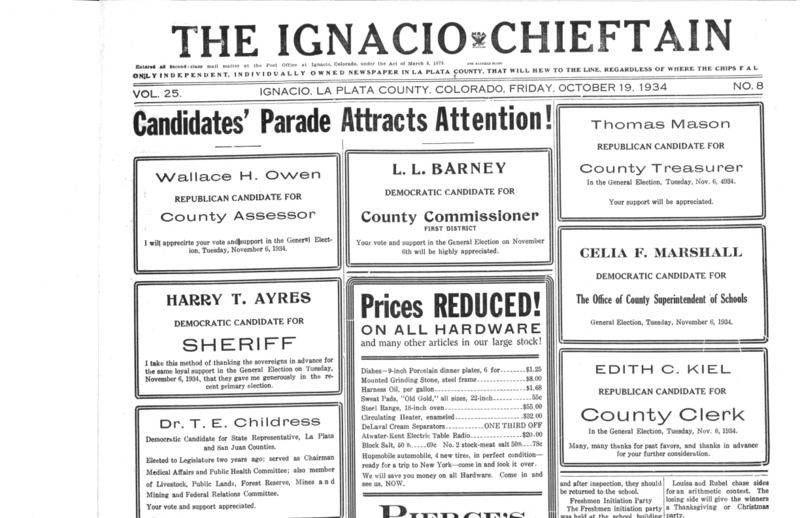 THE IGNACIO CHIEFTAIN
Entered as Second-class mail matter at the Post Office at Ignacio, Colorado, under the Act of March 8, 1879.
ONLY INDEPENDENT, INDIVIDUALLY OWNED NEWSPAPER IN LA PLATA COUNTY, THAT WILL HEW TO THE LINE, REGARDLESS OF WHERE THE CHIPS FAL
VOL. 25. IGNACIO, LA PLATA COUNTY, COLORADO, FRIDAY, OCTOBER 19, 1934 NO. 8
Candidates' Parade Attracts Attention!
Wallace H. Owen
REPUBLICAN CANDIDATE FOR
County Assessor
I will apprecirte your vote and support in the General Elect-
ion, Tuesday, November 6, 1934.
HARRY T. AYRES
DEMOCRATIC CANDIDATE FOR
SHERIFF
I take this method of thanking the sovereigns in advance for
the same loyal support in the General Election on Tuesday,
November 6, 1934, that they gave me generously in the re-
cent primary election.
Dr. T. E. Childress
Democratic Candidate for State Representative, La Plata
and San Juan Counties.
Elected to Legislature two years ago; served as Chairman
Medical Affairs and Public Health Committee; also member
of Livestock, Public Lands, Forest Reserve, Mines and
Mining and Federal Relations Committee.
Your vote and support appreciated.
L. L. BARNEY
DEMOCRATIC CANDIDATE FOR
County Commissioner
FIRST DISTRICT
Your vote and support in the General Election on November
6th will be highly appreciated.
Prices REDUCED!
ON ALL HARDWARE
and many other articles in our large stock!
Dishes—9-inch Porcelain dinner plates, 6 for--------$1.25
Mounted Grinding Stone, steel frame----------------$8.00
Harness Oil, per gallon----------------------------$1.68
Sweat Pads, "Old Gold," all sizes, 22-inch----------55c
Steel Range, 18-inch oven--------------------------$55.00
Circulating Heater, enameled-----------------------$32.00
DeLaval Cream Separators----------ONE THIRD OFF
Atwater-Kent Electric Table Radio------------------$20.00
Block Salt, 50 lb.---69c No. 2 stock-meat salt 50lb--78c
Hupmobile automobile, 4 new tires, in perfect condition—
ready for a trip to New York—come in and look it over.
We will save you money on all Hardware. Come in and
see us, NOW.
PIERCE'S
Thomas Mason
REPUBLICAN CANDIDATE FOR
County Treasurer
In the General Election, Tuesday, Nov. 6, 4934.
Your support will be appreciated.
CELIA F. MARSHALL
DEMOCRATIC CANDIDATE FOR
The Office of County Superintendent of Schools
General Election, Tuesday, November 6, 1934.
EDITH C. KIEL
REPUBLICAN CANDIDATE FOR
County Clerk
In the General Election, Tuesday, Nov. 6, 1934.
Many, many thanks for past favors, and thanks in advance
for your further consideration.
and after inspection, they should
be returned to the school.
Freshmen Initiation Party
The Freshmen initiation party
was held at the school building
Louisa and Rubel chase sides
for an arithmetic contest. The
losing side will give the winners
a Thanksgiving or Christmas
party.